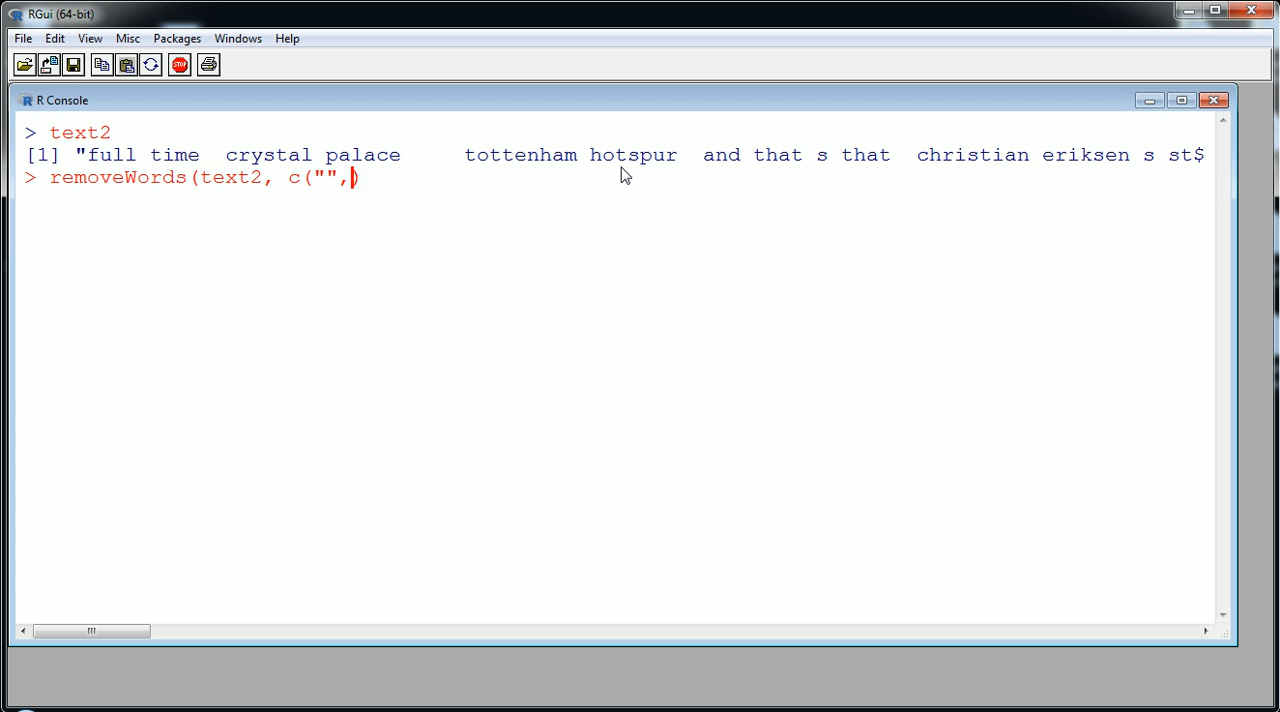 RGui (64-bit)
File Edit View Misc Packages Windows Help
STOP
R Console
> text2
[1] "full time  crystal palace     tottenham hotspur  and that s that  christian eriksen s st$
> removeWords(text2, c("",)